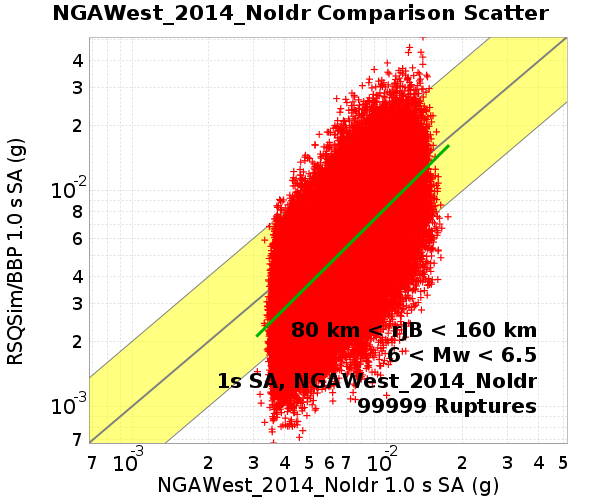 NGAWest_2014_NoIdr Comparison Scatter
RSQSim/BBP 1.0 s SA (g)
4
3
2
10-2
8
6
4
3
2
10-3
7
80 km < rJB < 160 km
6 < Mw < 6.5
1s SA, NGAWest_2014_NoIdr
99999 Ruptures
7 10-3 2 3 4 5 6 7 10-2 2 3 4 5
NGAWest_2014_NoIdr 1.0 s SA (g)